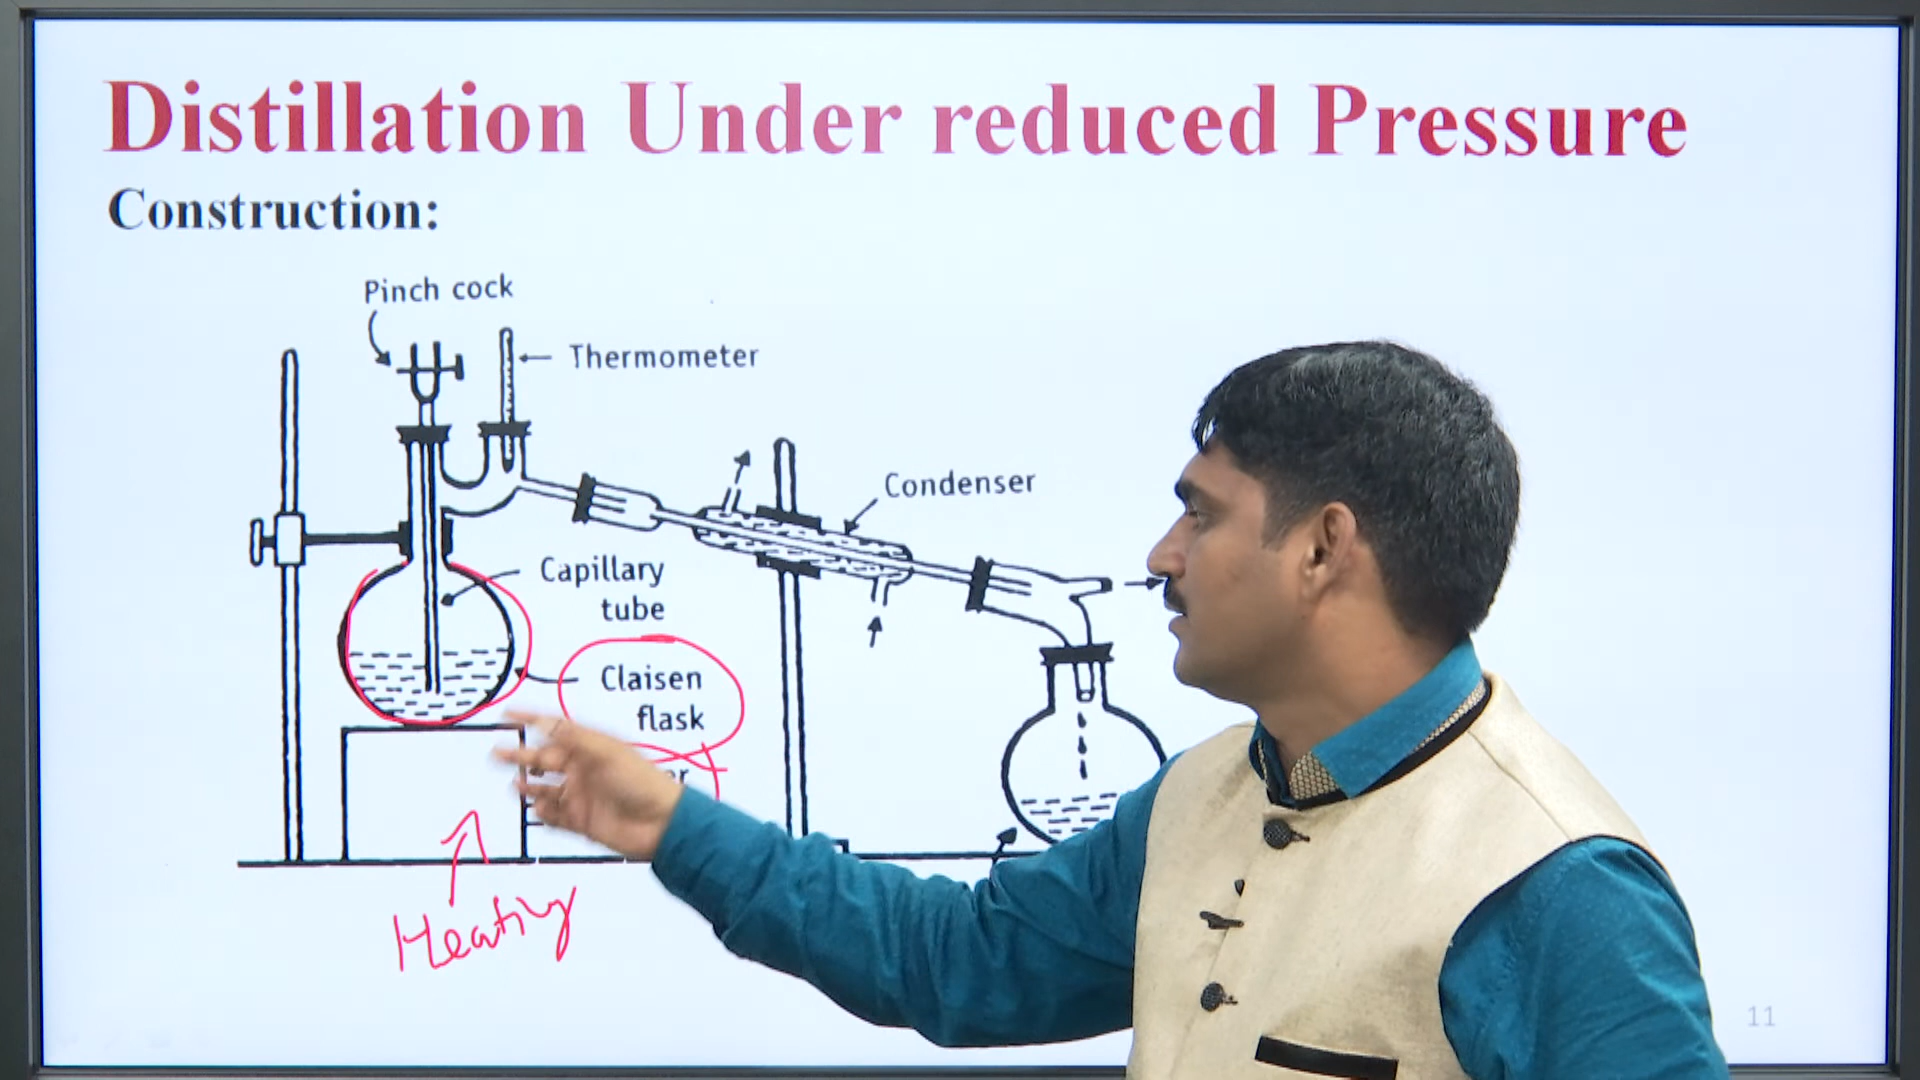 Distillation Under reduced Pressure
Construction:
Pinch cock
Thermometer
Condenser
Capillary
tube
Claisen
flask
Heating
11